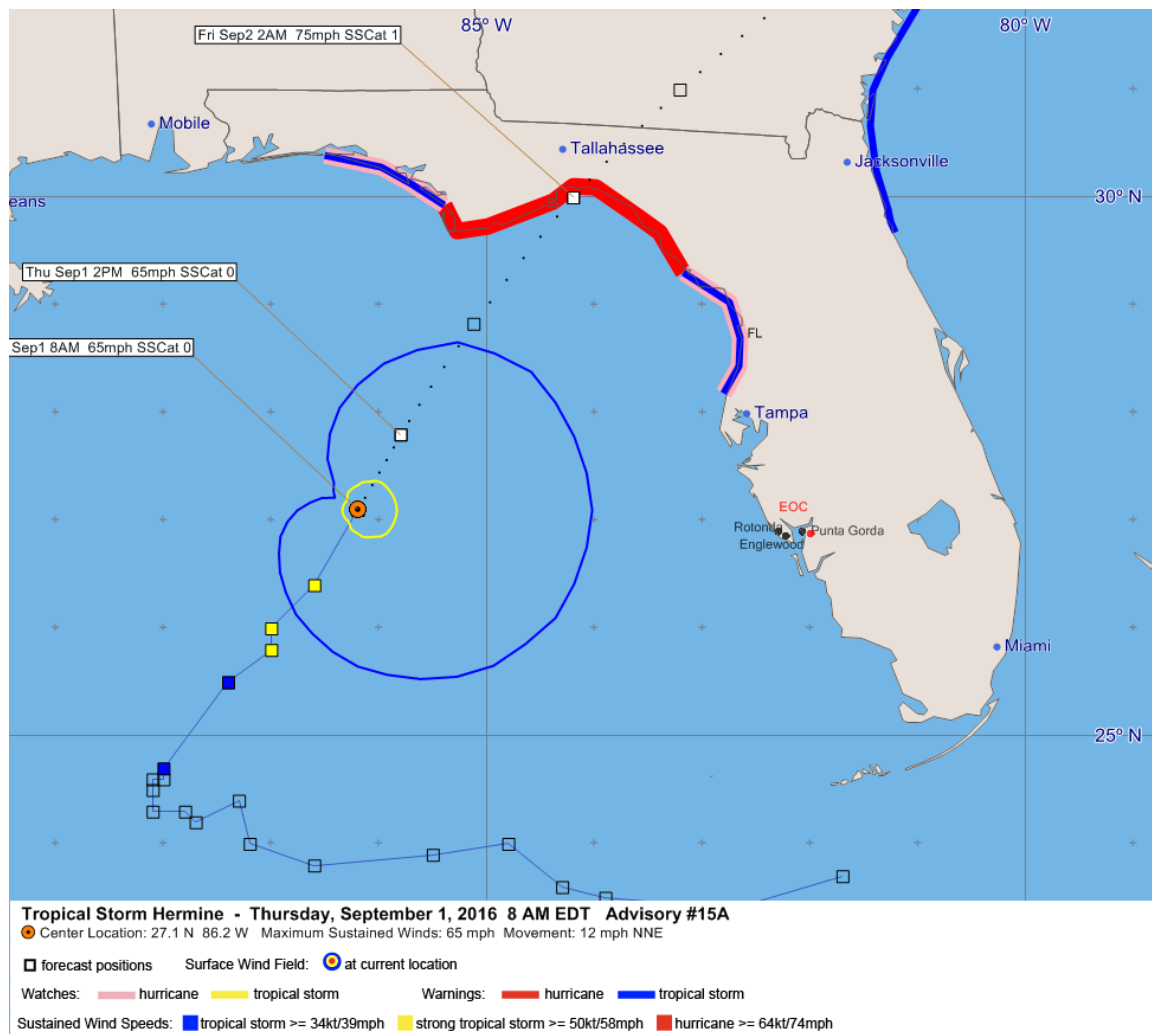 Fri Sep2 2AM 75mph SSCat 1
85º W
80º W
Mobile
Tallahassee
Jacksonville
eans
30º N
Thu Sep1 2PM 65mph SSCat 0
Sep1 8AM 65mph SSCat 0
FL
Tampa
EOC
Rotonda
Punta Gorda
Englewood
Miami
25º N
Tropical Storm Hermine - Thursday, September 1, 2016 8 AM EDT Advisory #15A
Center Location: 27.1 N 86.2 W Maximum Sustained Winds: 65 mph Movement: 12 mph NNE
forecast positions Surface Wind Field: at current location
Watches: hurricane tropical storm Warnings: hurricane tropical storm
Sustained Wind Speeds: tropical storm >= 34kt/39mph strong tropical storm >= 50kt/58mph hurricane >= 64kt/74mph